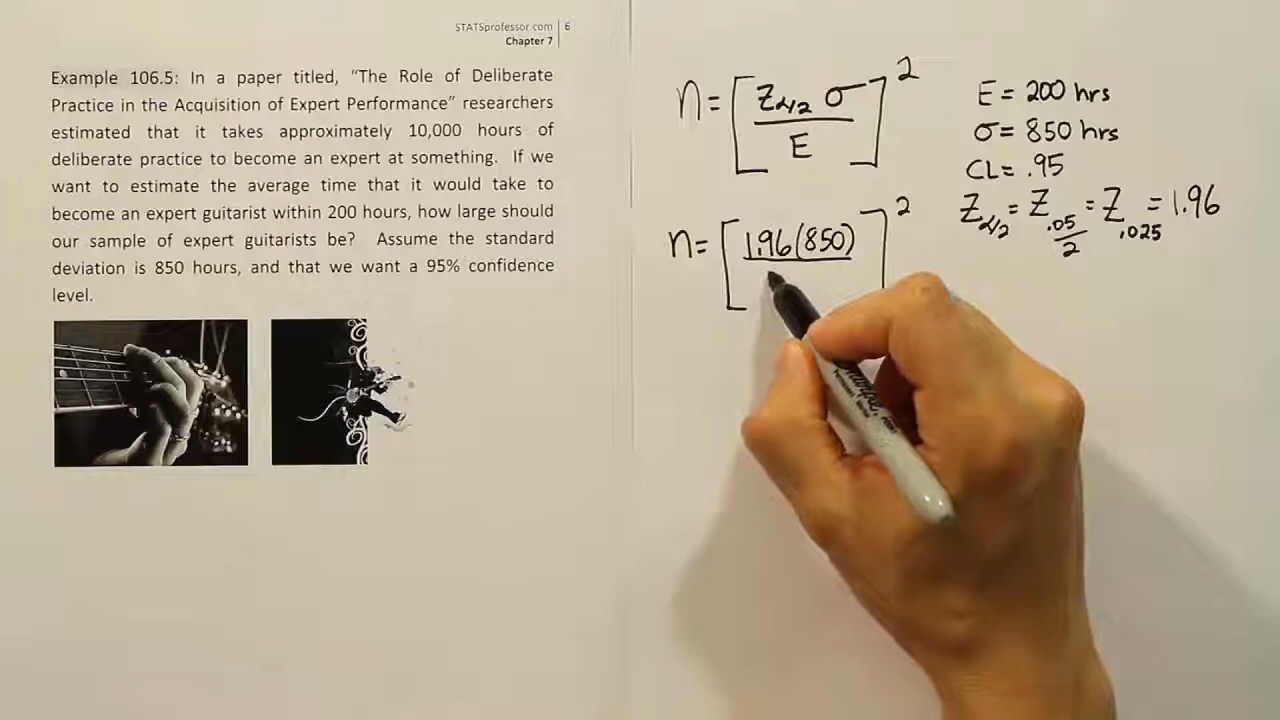 STATSprofessor.com | 6
Chapter 7
Example 106.5: In a paper titled, “The Role of Deliberate
Practice in the Acquisition of Expert Performance” researchers
estimated that it takes approximately 10,000 hours of
deliberate practice to become an expert at something. If we
want to estimate the average time that it would take to
become an expert guitarist within 200 hours, how large should
our sample of expert guitarists be? Assume the standard
deviation is 850 hours, and that we want a 95% confidence
level.
n = [Zα/2 σ / E]²
n = [1.96(850)]²
E = 200 hrs
σ = 850 hrs
CL = .95
Zα/2 = Z.05/2 = Z.025 = 1.96